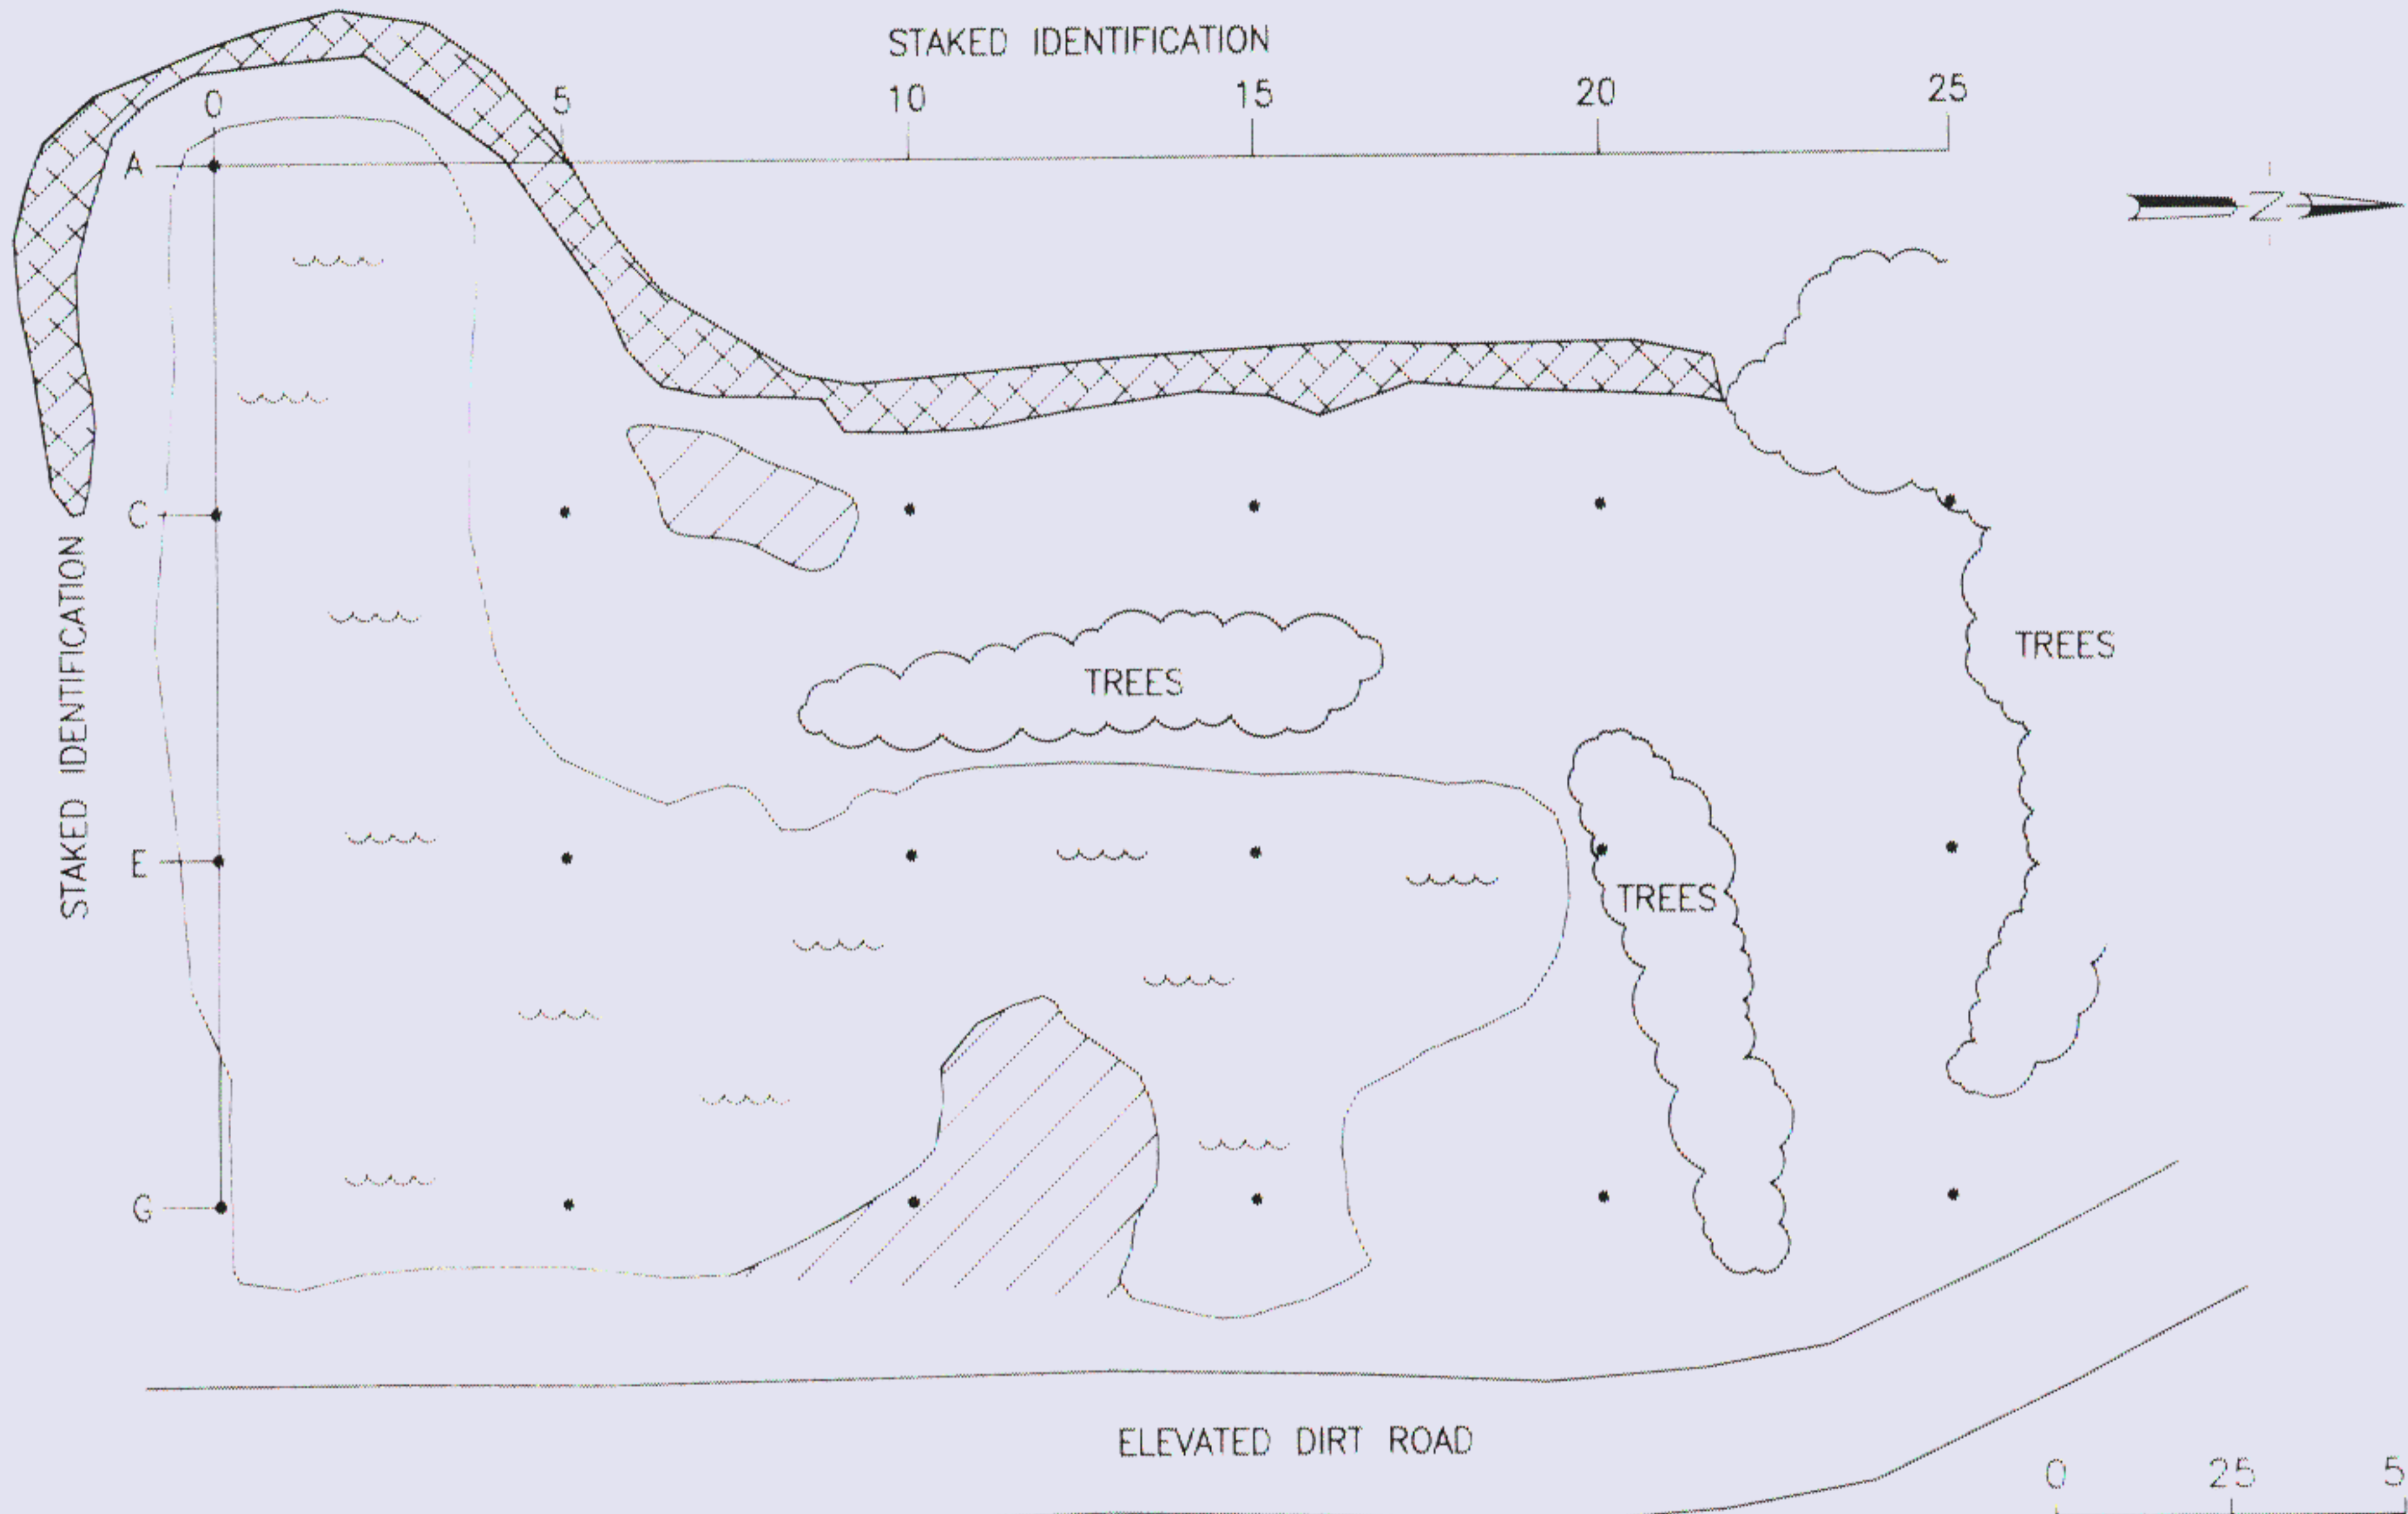 STAKED IDENTIFICATION
0 5 10 15 20 25
A
N
C
STAKED IDENTIFICATION
TREES
TREES
E
TREES
G
ELEVATED DIRT ROAD
0 25 5